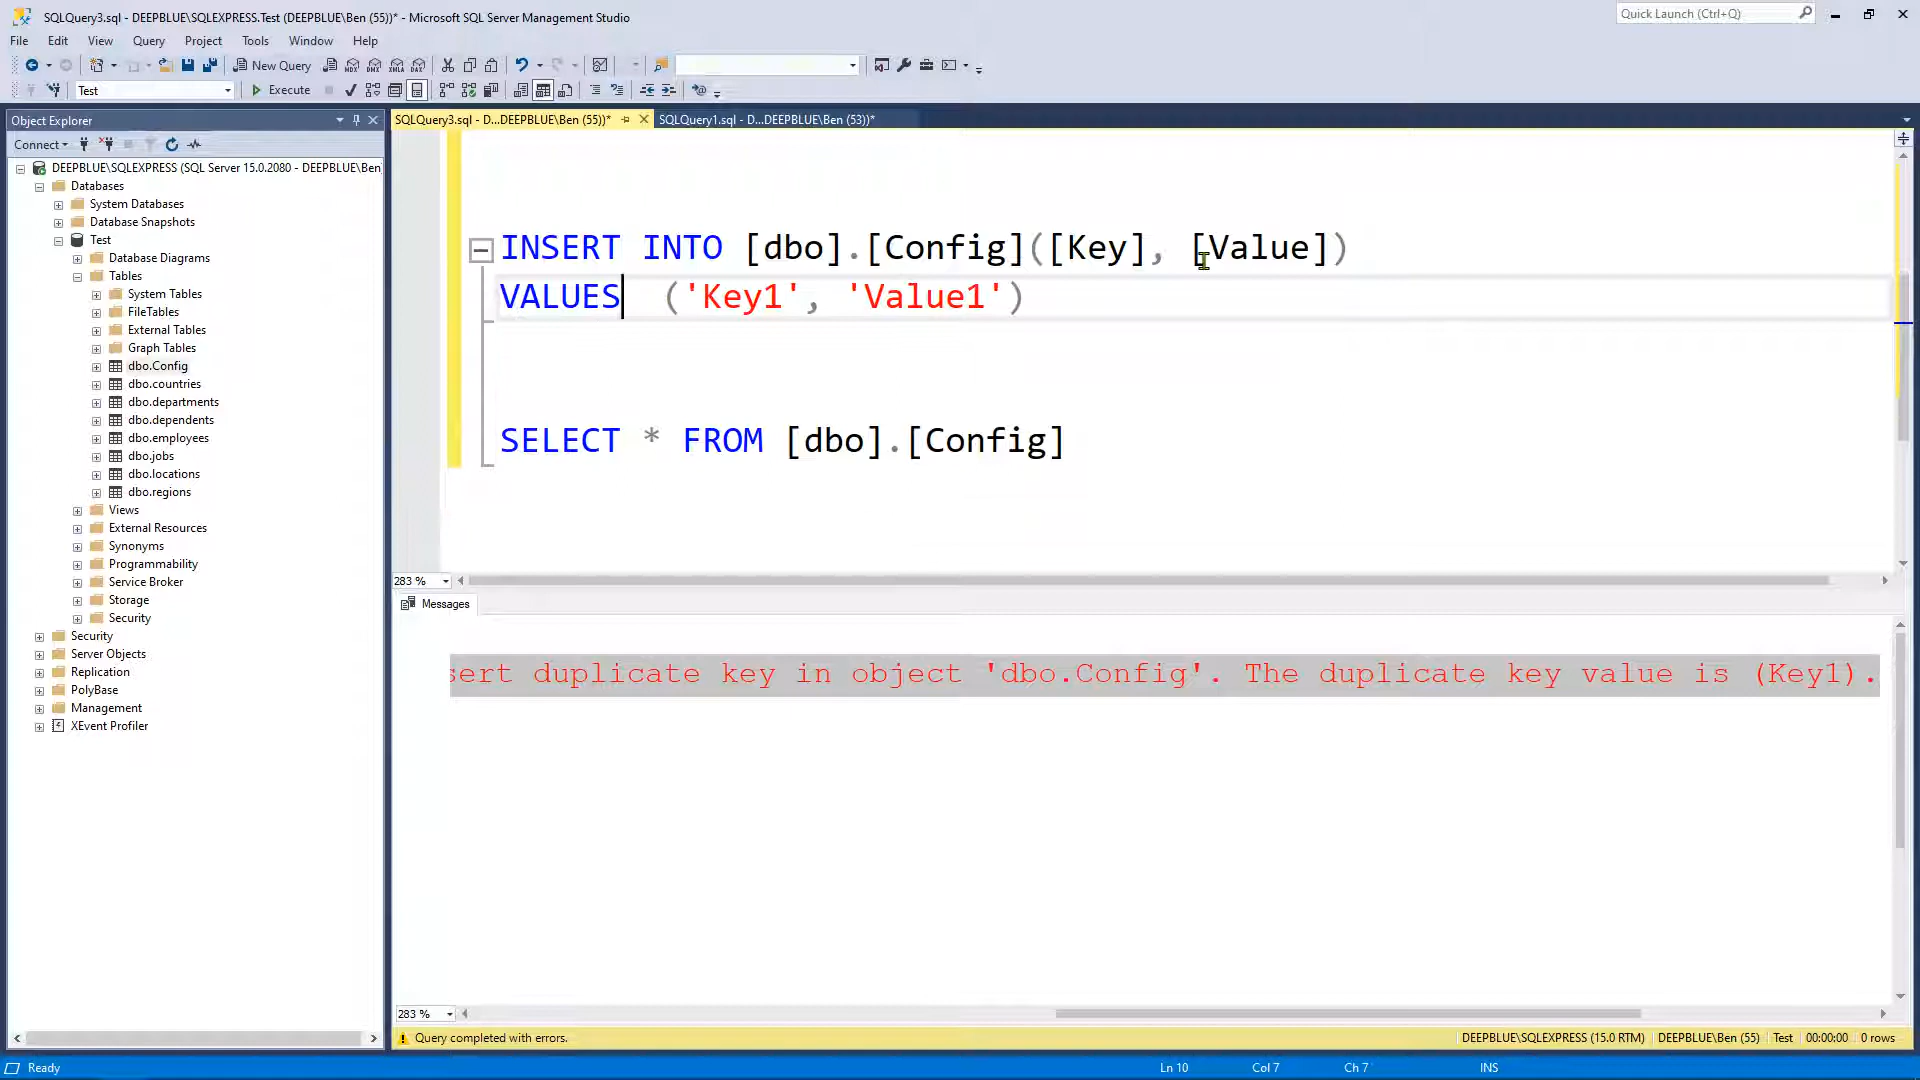 SQLQuery3.sql - DEEPBLUE\SQLEXPRESS.Test (DEEPBLUE\Ben (55))* - Microsoft SQL Server Management Studio
Quick Launch (Ctrl+Q)
File Edit View Query Project Tools Window Help
New Query
Test
Execute
Object Explorer
SQLQuery3.sql - D...DEEPBLUE\Ben (55))*
SQLQuery1.sql - D...DEEPBLUE\Ben (53))*
Connect
DEEPBLUE\SQLEXPRESS (SQL Server 15.0.2080 - DEEPBLUE\Ben
Databases
System Databases
Database Snapshots
Test
Database Diagrams
Tables
System Tables
FileTables
External Tables
Graph Tables
dbo.Config
dbo.countries
dbo.departments
dbo.dependents
dbo.employees
dbo.jobs
dbo.locations
dbo.regions
Views
External Resources
Synonyms
Programmability
Service Broker
Storage
Security
Security
Server Objects
Replication
PolyBase
Management
XEvent Profiler
INSERT INTO [dbo].[Config]([Key], [Value])
VALUES ('Key1', 'Value1')
SELECT * FROM [dbo].[Config]
283 %
Messages
sert duplicate key in object 'dbo.Config'. The duplicate key value is (Key1).
283 %
Query completed with errors.
DEEPBLUE\SQLEXPRESS (15.0 RTM) DEEPBLUE\Ben (55) Test 00:00:00 0 rows
Ready
Ln 10 Col 7 Ch 7 INS